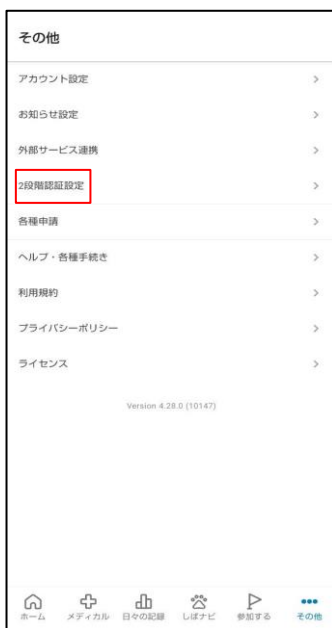 その他
アカウント設定
お知らせ設定
外部サービス連携
2段階認証設定
各種申請
ヘルプ・各種手続き
利用規約
プライバシーポリシー
ライセンス
Version 4.28.0 (10147)
ホーム メディカル 日々の記録 しぼナビ 参加する その他